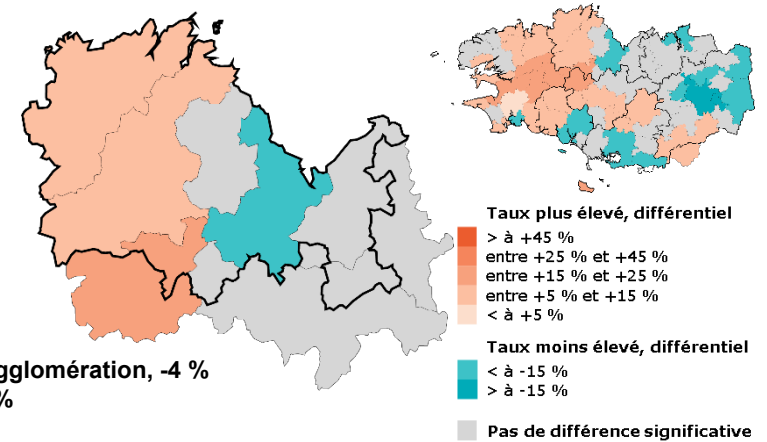 Taux plus élevé, différentiel
> à +45 %
entre +25 % et +45 %
entre +15 % et +25 %
entre +5 % et +15 %
< à +5 %
Taux moins élevé, différentiel
< à -15 %
> à -15 %
Pas de différence significative
gglomération, -4 %
%